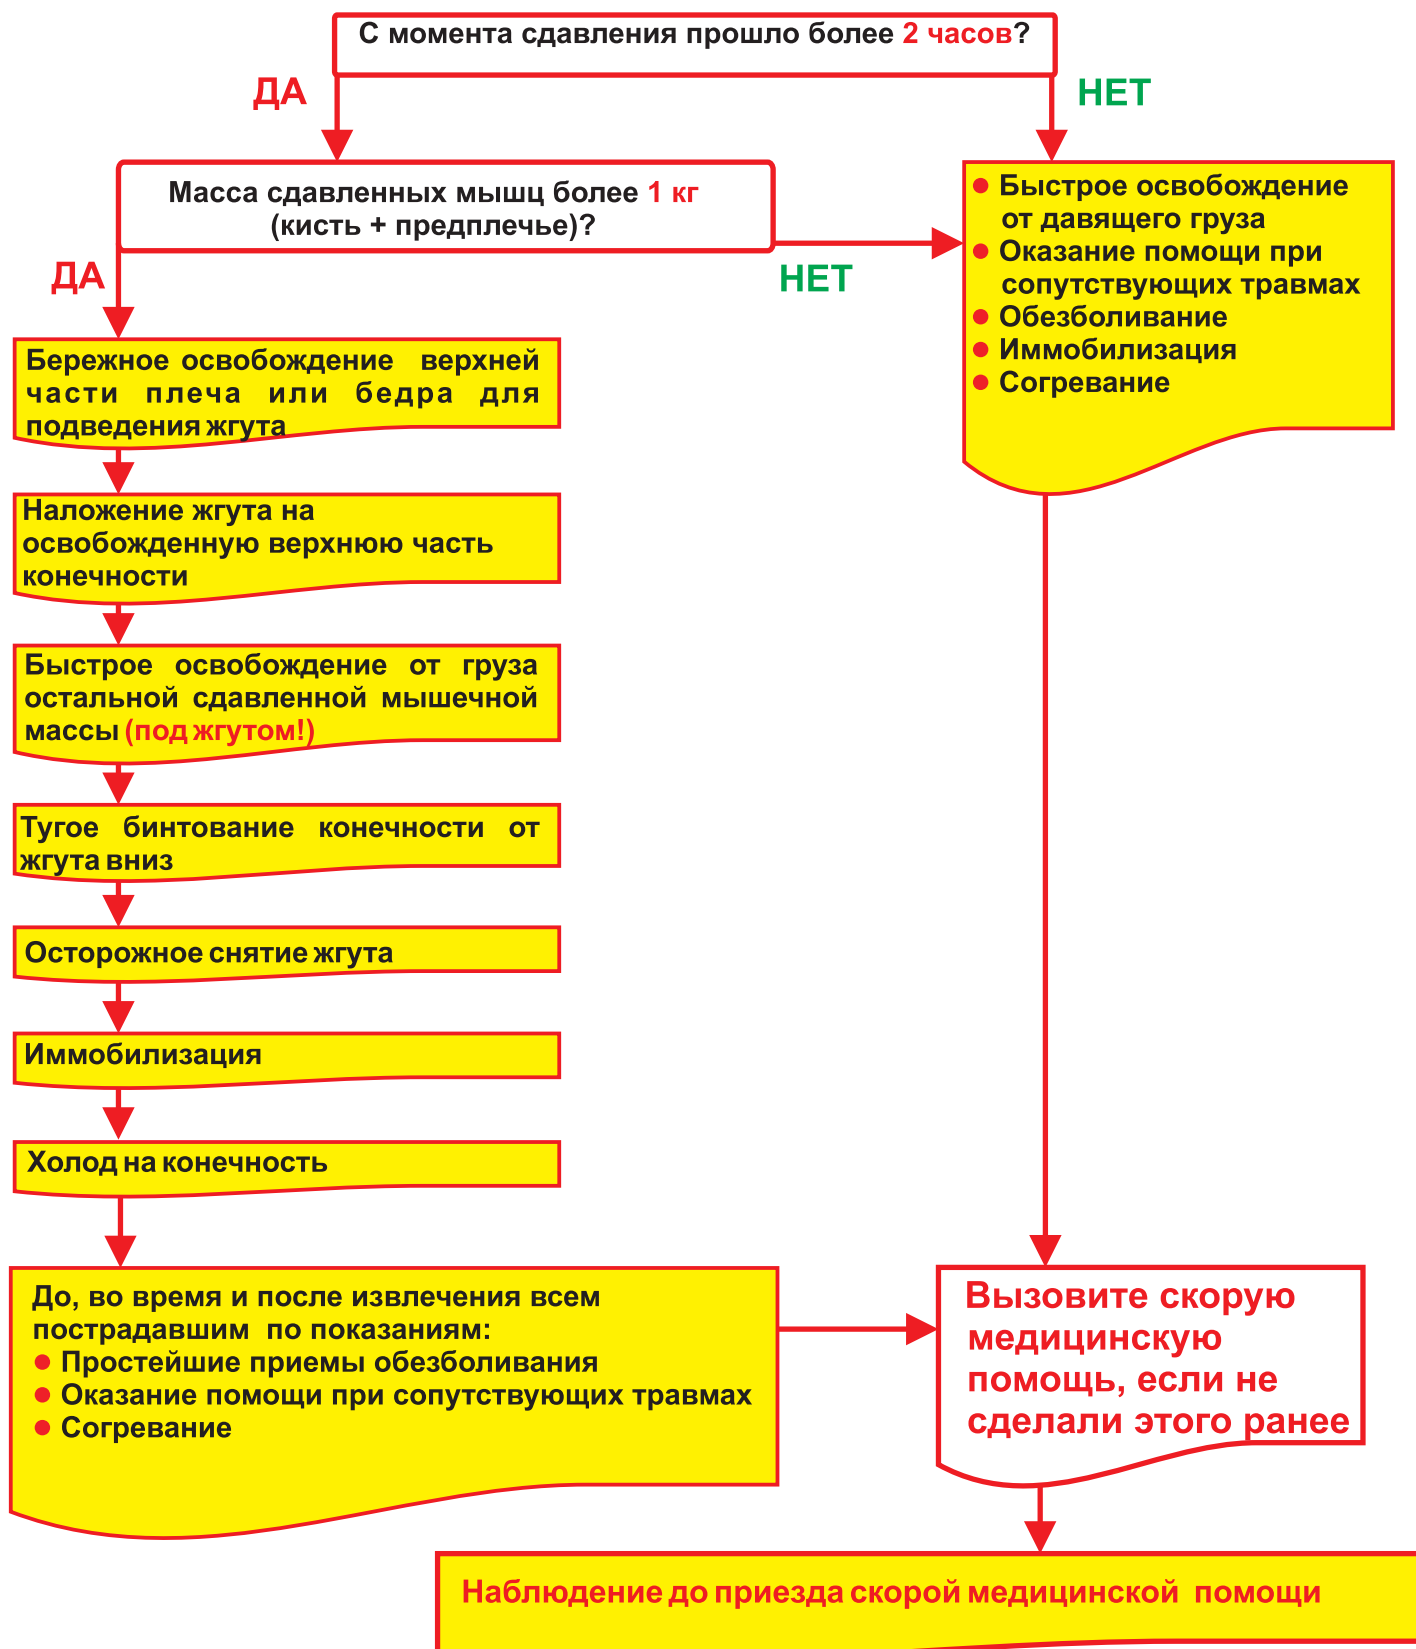 С момента сдавления прошло более 2 часов?
ДА
НЕТ
Масса сдавленных мышц более 1 кг
(кисть + предплечье)?
ДА
НЕТ
Быстрое освобождение
от давящего груза
Оказание помощи при
сопутствующих травмах
Обезболивание
Иммобилизация
Согревание
Бережное освобождение верхней
части плеча или бедра для
подведения жгута
Наложение жгута на
освобожденную верхнюю часть
конечности
Быстрое освобождение от груза
остальной сдавленной мышечной
массы (под жгутом!)
Тугое бинтование конечности от
жгута вниз
Осторожное снятие жгута
Иммобилизация
Холод на конечность
До, во время и после извлечения всем
пострадавшим по показаниям:
Простейшие приемы обезболивания
Оказание помощи при сопутствующих травмах
Согревание
Вызовите скорую
медицинскую
помощь, если не
сделали этого ранее
Наблюдение до приезда скорой медицинской помощи